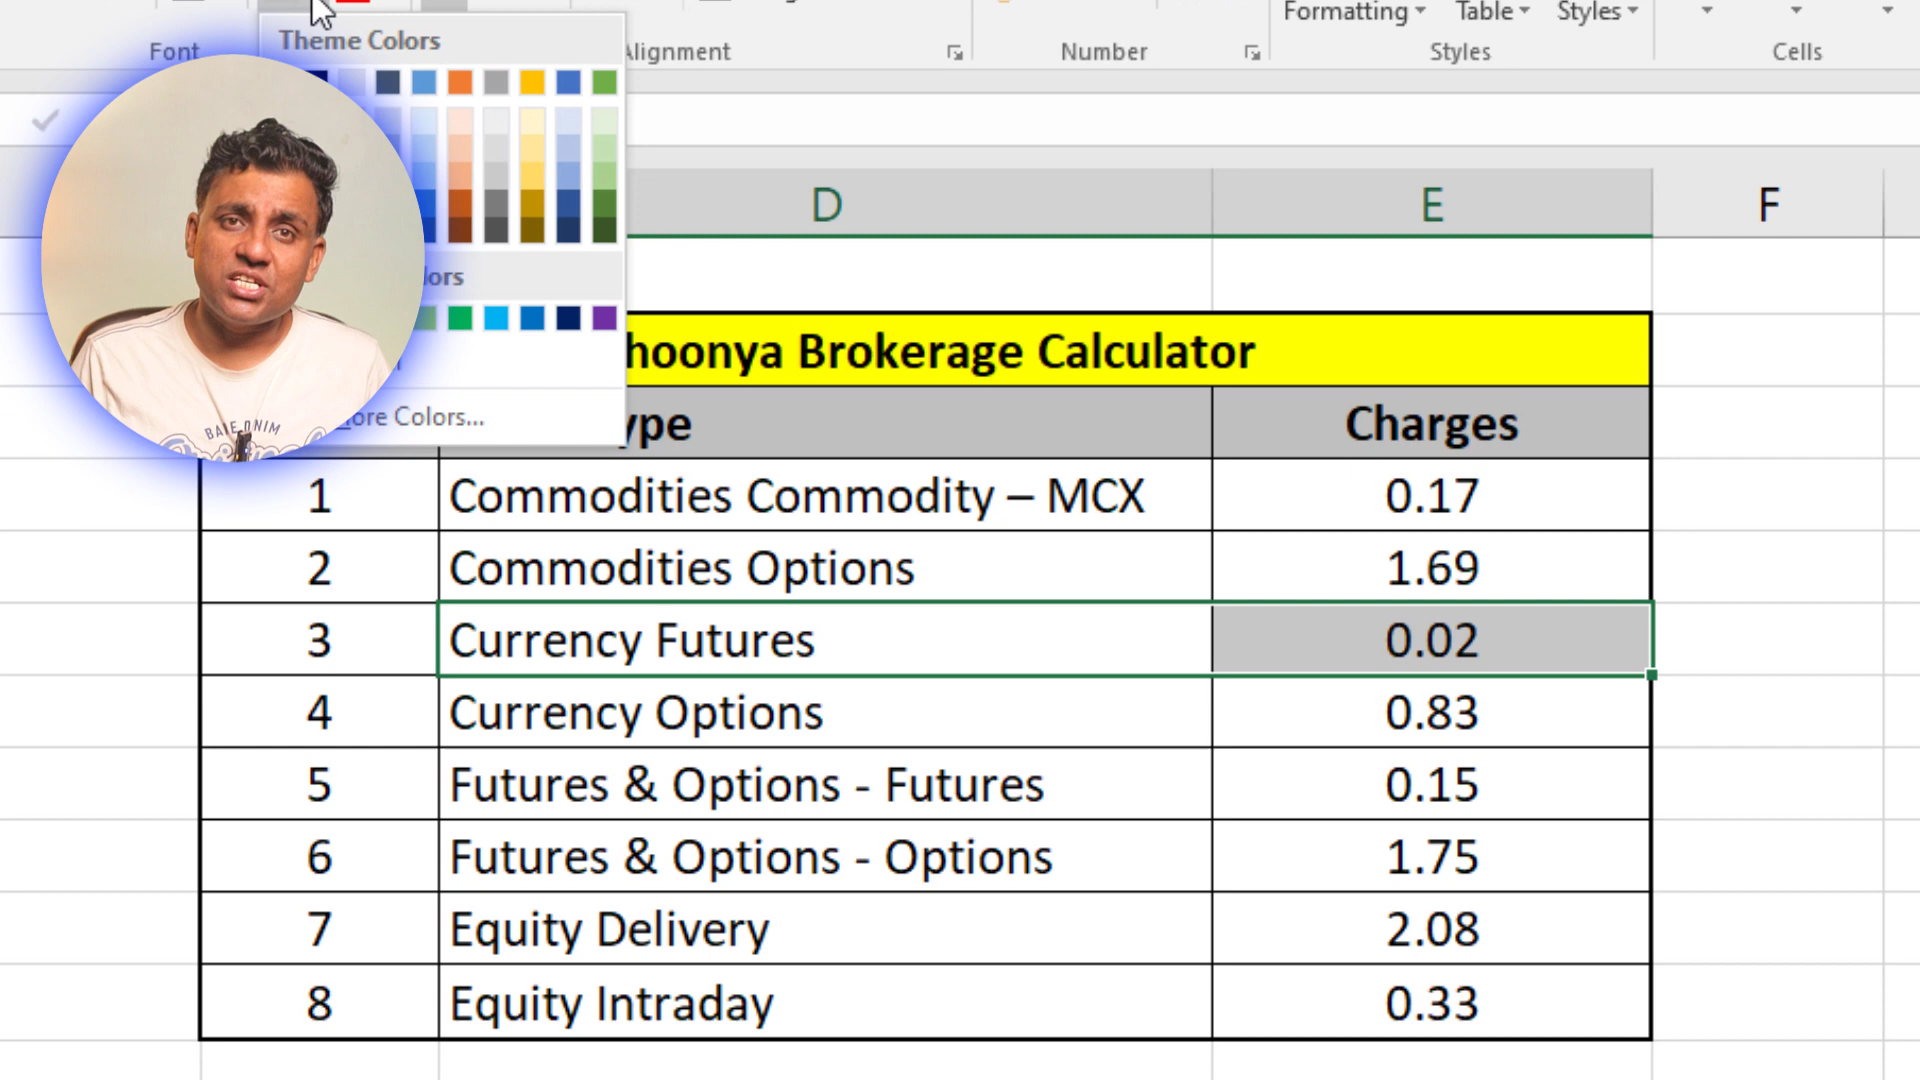 Formatting Table Styles
Font Alignment Number Styles Cells
Theme Colors
D E F
More Colors...
Brokerage Calculator
Charges
1 Commodities Commodity – MCX 0.17
2 Commodities Options 1.69
3 Currency Futures 0.02
4 Currency Options 0.83
5 Futures & Options - Futures 0.15
6 Futures & Options - Options 1.75
7 Equity Delivery 2.08
8 Equity Intraday 0.33